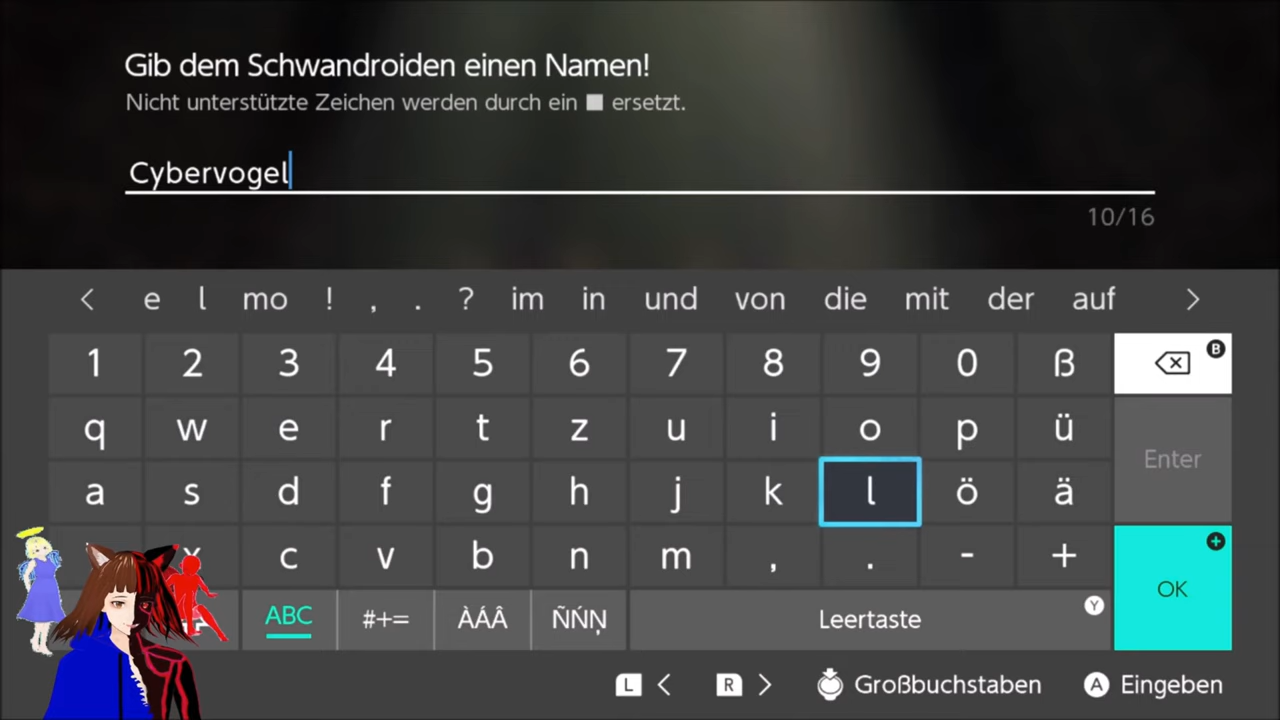 Gib dem Schwandroiden einen Namen!
Nicht unterstützte Zeichen werden durch ein ■ ersetzt.
Cybervogel
10/16
< e l mo ! , . ? im in und von die mit der auf >
1 2 3 4 5 6 7 8 9 0 ß B
q w e r t z u i o p ü Enter
a s d f g h j k l ö ä
x c v b n m , . - + OK
ABC #+= ÀÁÂ ÑŃŅ Leertaste Y
L < R > Großbuchstaben A Eingeben